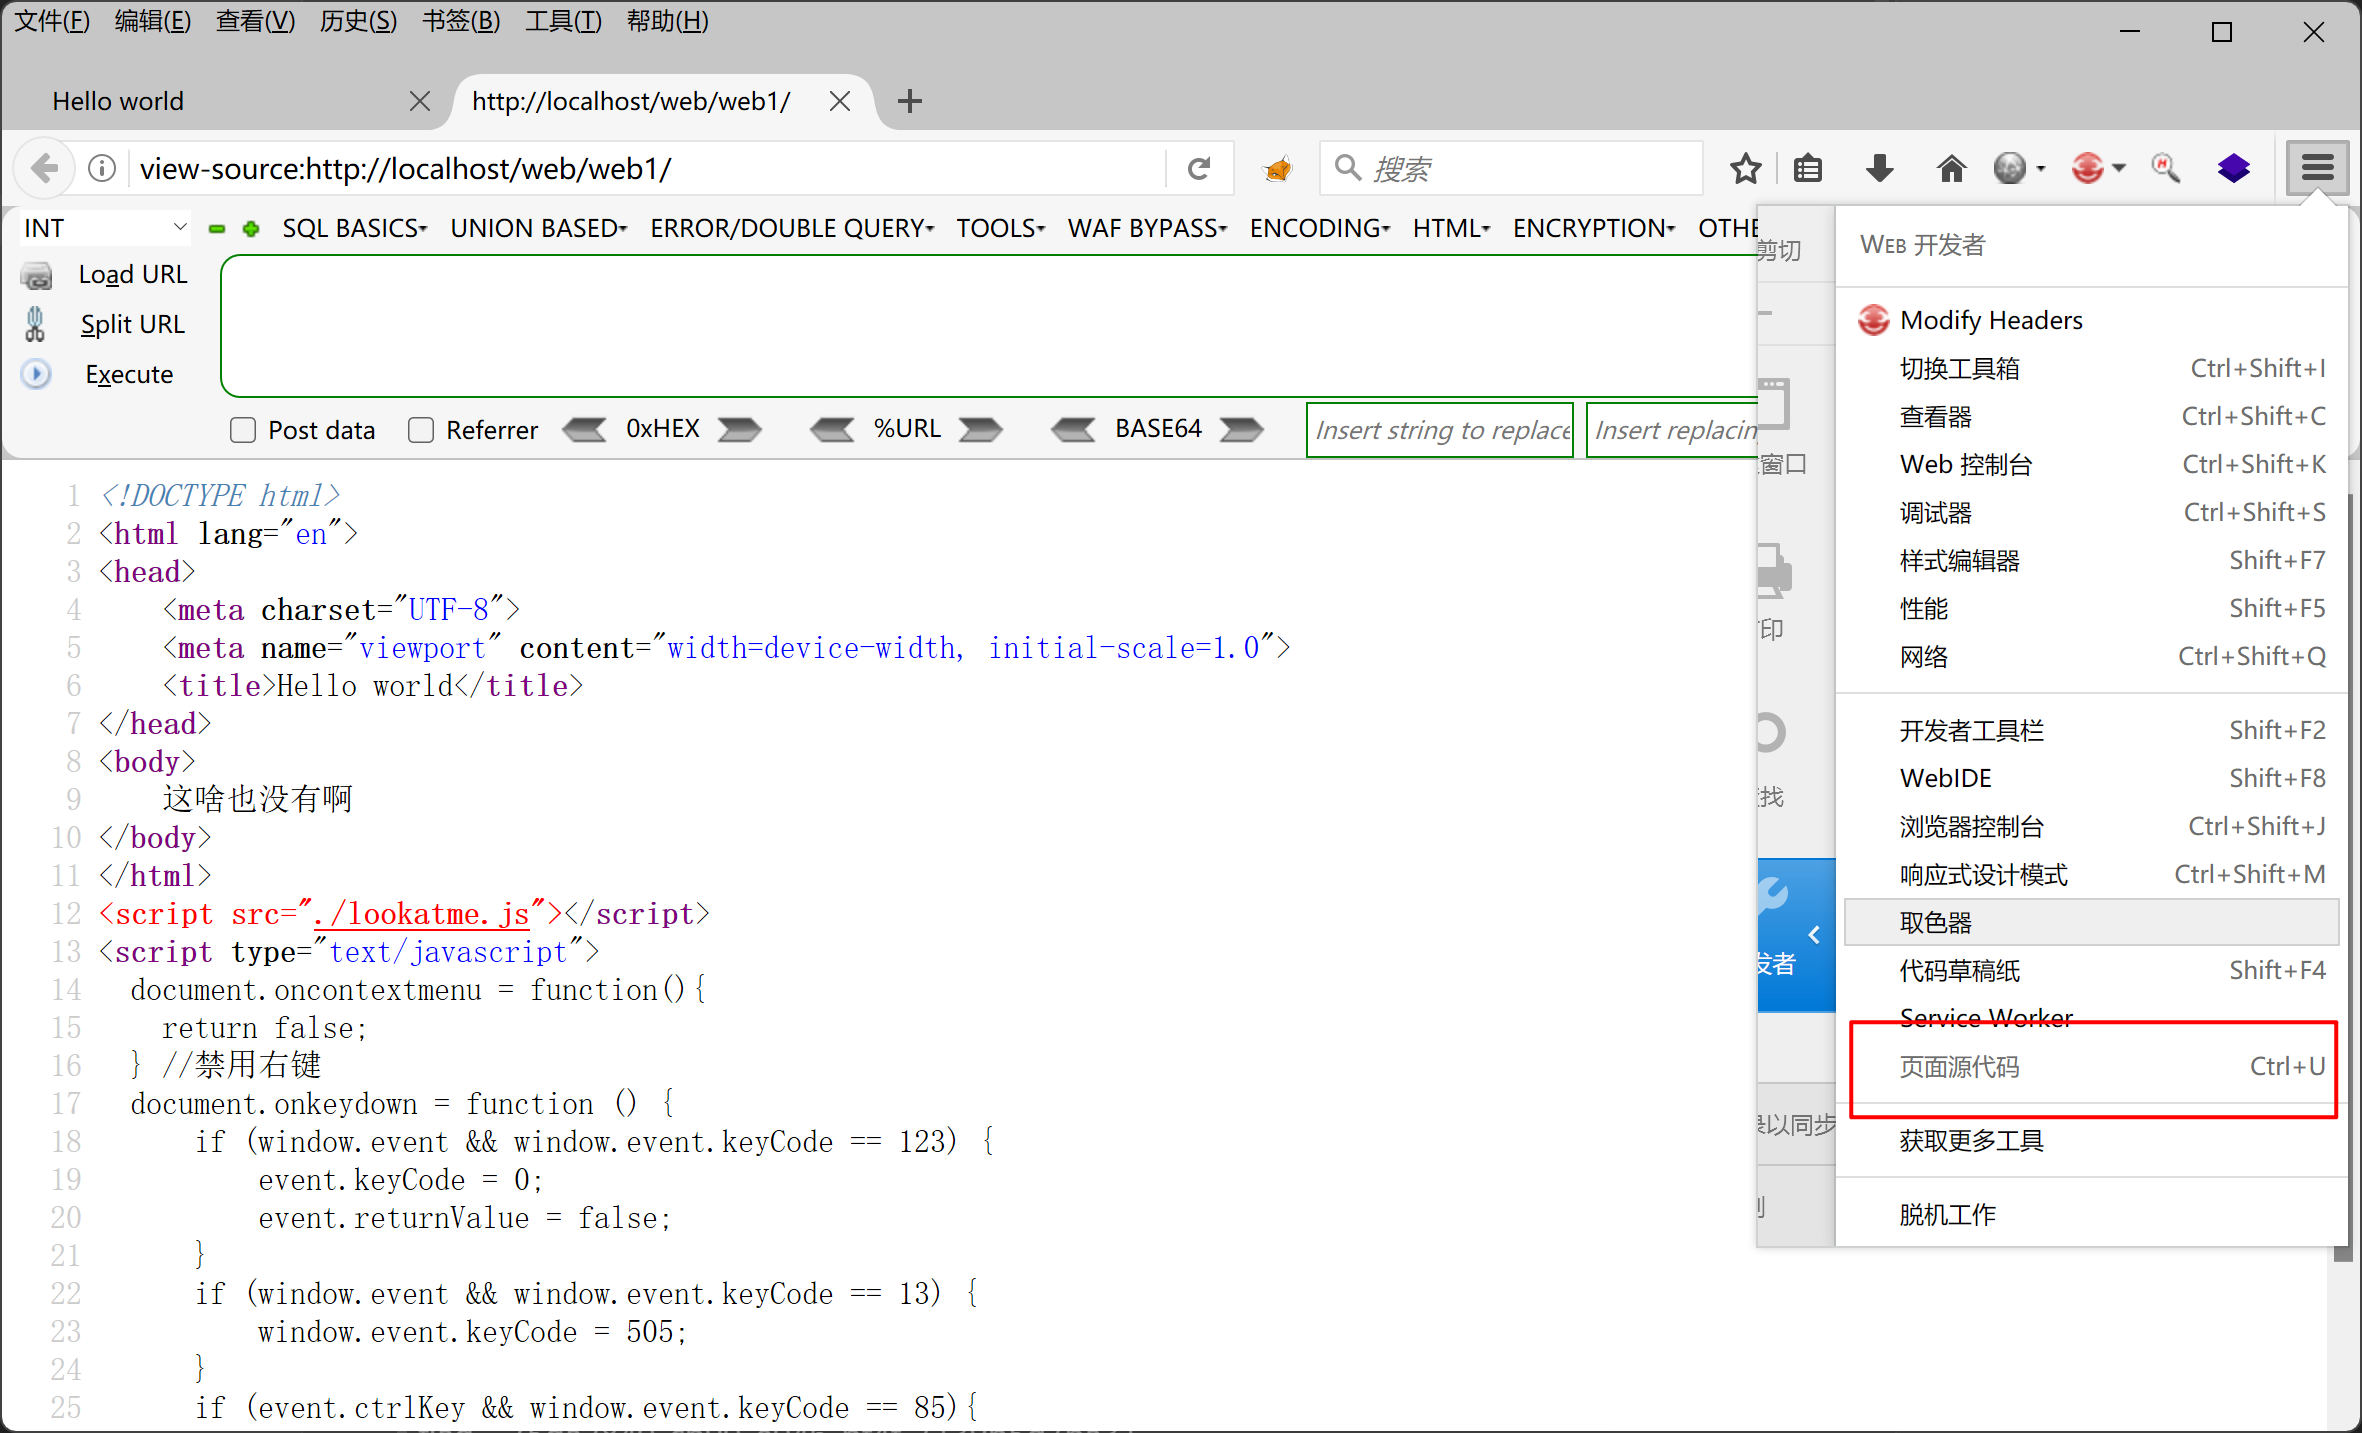 文件(F) 编辑(E) 查看(V) 历史(S) 书签(B) 工具(T) 帮助(H)
Hello world
http://localhost/web/web1/
view-source:http://localhost/web/web1/
搜索
INT
SQL BASICS UNION BASED ERROR/DOUBLE QUERY TOOLS WAF BYPASS ENCODING HTML ENCRYPTION OTHE
Load URL
Split URL
Execute
Post data Referrer 0xHEX %URL BASE64 Insert string to replace Insert replacin
1 <!DOCTYPE html>
2 <html lang="en">
3 <head>
4 <meta charset="UTF-8">
5 <meta name="viewport" content="width=device-width, initial-scale=1.0">
6 <title>Hello world</title>
7 </head>
8 <body>
9 这啥也没有啊
10 </body>
11 </html>
12 <script src="./lookatme.js"></script>
13 <script type="text/javascript">
14 document.oncontextmenu = function(){
15 return false;
16 } //禁用右键
17 document.onkeydown = function () {
18 if (window.event && window.event.keyCode == 123) {
19 event.keyCode = 0;
20 event.returnValue = false;
21 }
22 if (window.event && window.event.keyCode == 13) {
23 window.event.keyCode = 505;
24 }
25 if (event.ctrlKey && window.event.keyCode == 85){
剪切
窗口
印
找
发者
录以同步
WEB 开发者
Modify Headers
切换工具箱 Ctrl+Shift+I
查看器 Ctrl+Shift+C
Web 控制台 Ctrl+Shift+K
调试器 Ctrl+Shift+S
样式编辑器 Shift+F7
性能 Shift+F5
网络 Ctrl+Shift+Q
开发者工具栏 Shift+F2
WebIDE Shift+F8
浏览器控制台 Ctrl+Shift+J
响应式设计模式 Ctrl+Shift+M
取色器
代码草稿纸 Shift+F4
Service Worker
页面源代码 Ctrl+U
获取更多工具
脱机工作